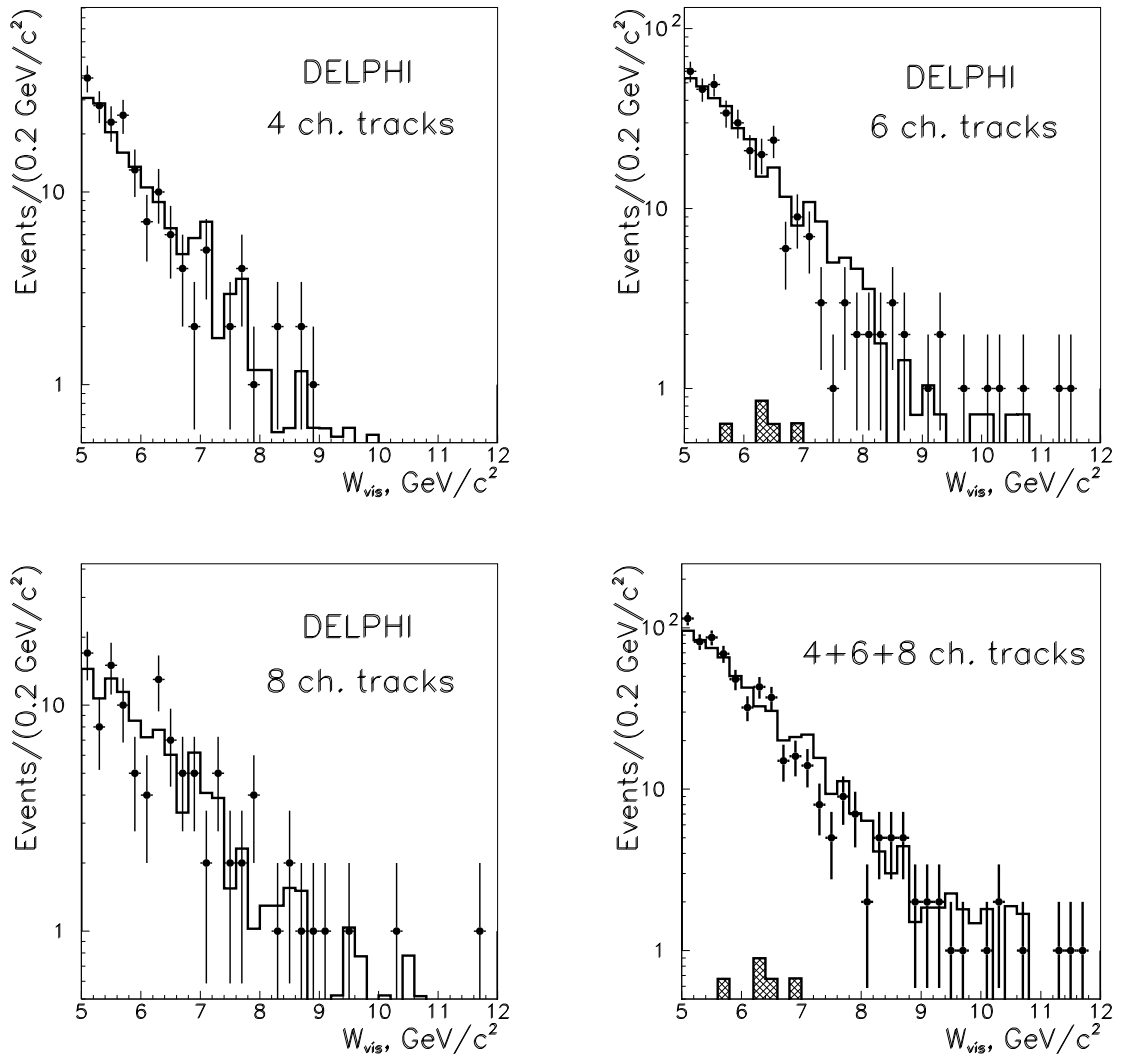 Events/(0.2 GeV/c²)
DELPHI
4 ch. tracks
10
1
5 6 7 8 9 10 11 12
W_vis, GeV/c²
Events/(0.2 GeV/c²)
10²
DELPHI
6 ch. tracks
10
1
5 6 7 8 9 10 11 12
W_vis, GeV/c²
Events/(0.2 GeV/c²)
DELPHI
8 ch. tracks
10
1
5 6 7 8 9 10 11 12
W_vis, GeV/c²
Events/(0.2 GeV/c²)
10²
4+6+8 ch. tracks
10
1
5 6 7 8 9 10 11 12
W_vis, GeV/c²